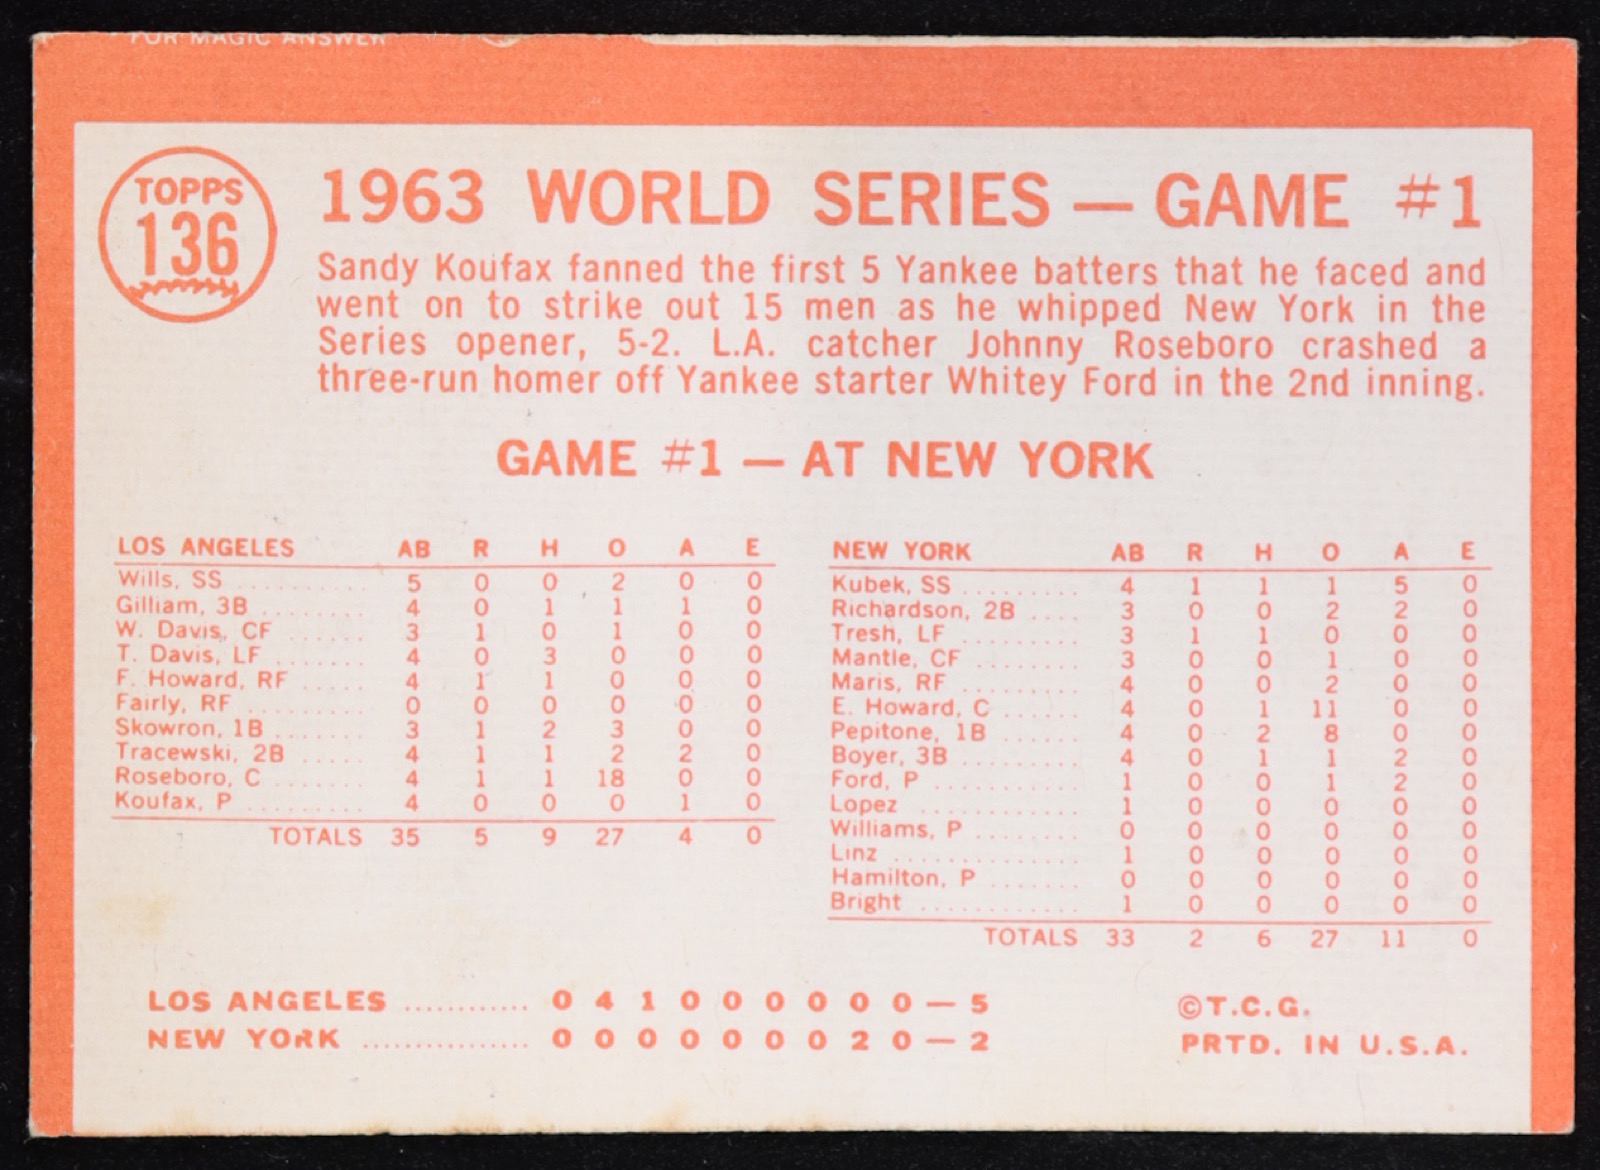 FOR MAGIC ANSWER
TOPPS
136
1963 WORLD SERIES — GAME #1
Sandy Koufax fanned the first 5 Yankee batters that he faced and
went on to strike out 15 men as he whipped New York in the
Series opener, 5-2. L.A. catcher Johnny Roseboro crashed a
three-run homer off Yankee starter Whitey Ford in the 2nd inning.
GAME #1 — AT NEW YORK
LOS ANGELES AB R H O A E
Wills, SS .......... 5 0 0 2 0 0
Gilliam, 3B ........ 4 0 1 1 1 0
W. Davis, CF ...... 3 1 0 1 0 0
T. Davis, LF ....... 4 0 3 0 0 0
F. Howard, RF ..... 4 1 1 0 0 0
Fairly, RF ......... 0 0 0 0 0 0
Skowron, 1B ...... 3 1 2 3 0 0
Tracewski, 2B ..... 4 1 1 2 2 0
Roseboro, C ....... 4 1 1 18 0 0
Koufax, P ......... 4 0 0 0 1 0
TOTALS 35 5 9 27 4 0
NEW YORK AB R H O A E
Kubek, SS ......... 4 1 1 1 5 0
Richardson, 2B .... 3 0 0 2 2 0
Tresh, LF ......... 3 1 1 0 0 0
Mantle, CF ........ 3 0 0 1 0 0
Maris, RF ......... 4 0 0 2 0 0
E. Howard, C ...... 4 0 1 11 0 0
Pepitone, 1B ...... 4 0 2 8 0 0
Boyer, 3B ......... 4 0 1 1 2 0
Ford, P ........... 1 0 0 1 2 0
Lopez ............ 1 0 0 0 0 0
Williams, P ....... 0 0 0 0 0 0
Linz .............. 1 0 0 0 0 0
Hamilton, P ...... 0 0 0 0 0 0
Bright ............ 1 0 0 0 0 0
TOTALS 33 2 6 27 11 0
LOS ANGELES ............ 0 4 1 0 0 0 0 0 0 — 5
NEW YORK ................ 0 0 0 0 0 0 0 2 0 — 2
©T.C.G.
PRTD. IN U.S.A.